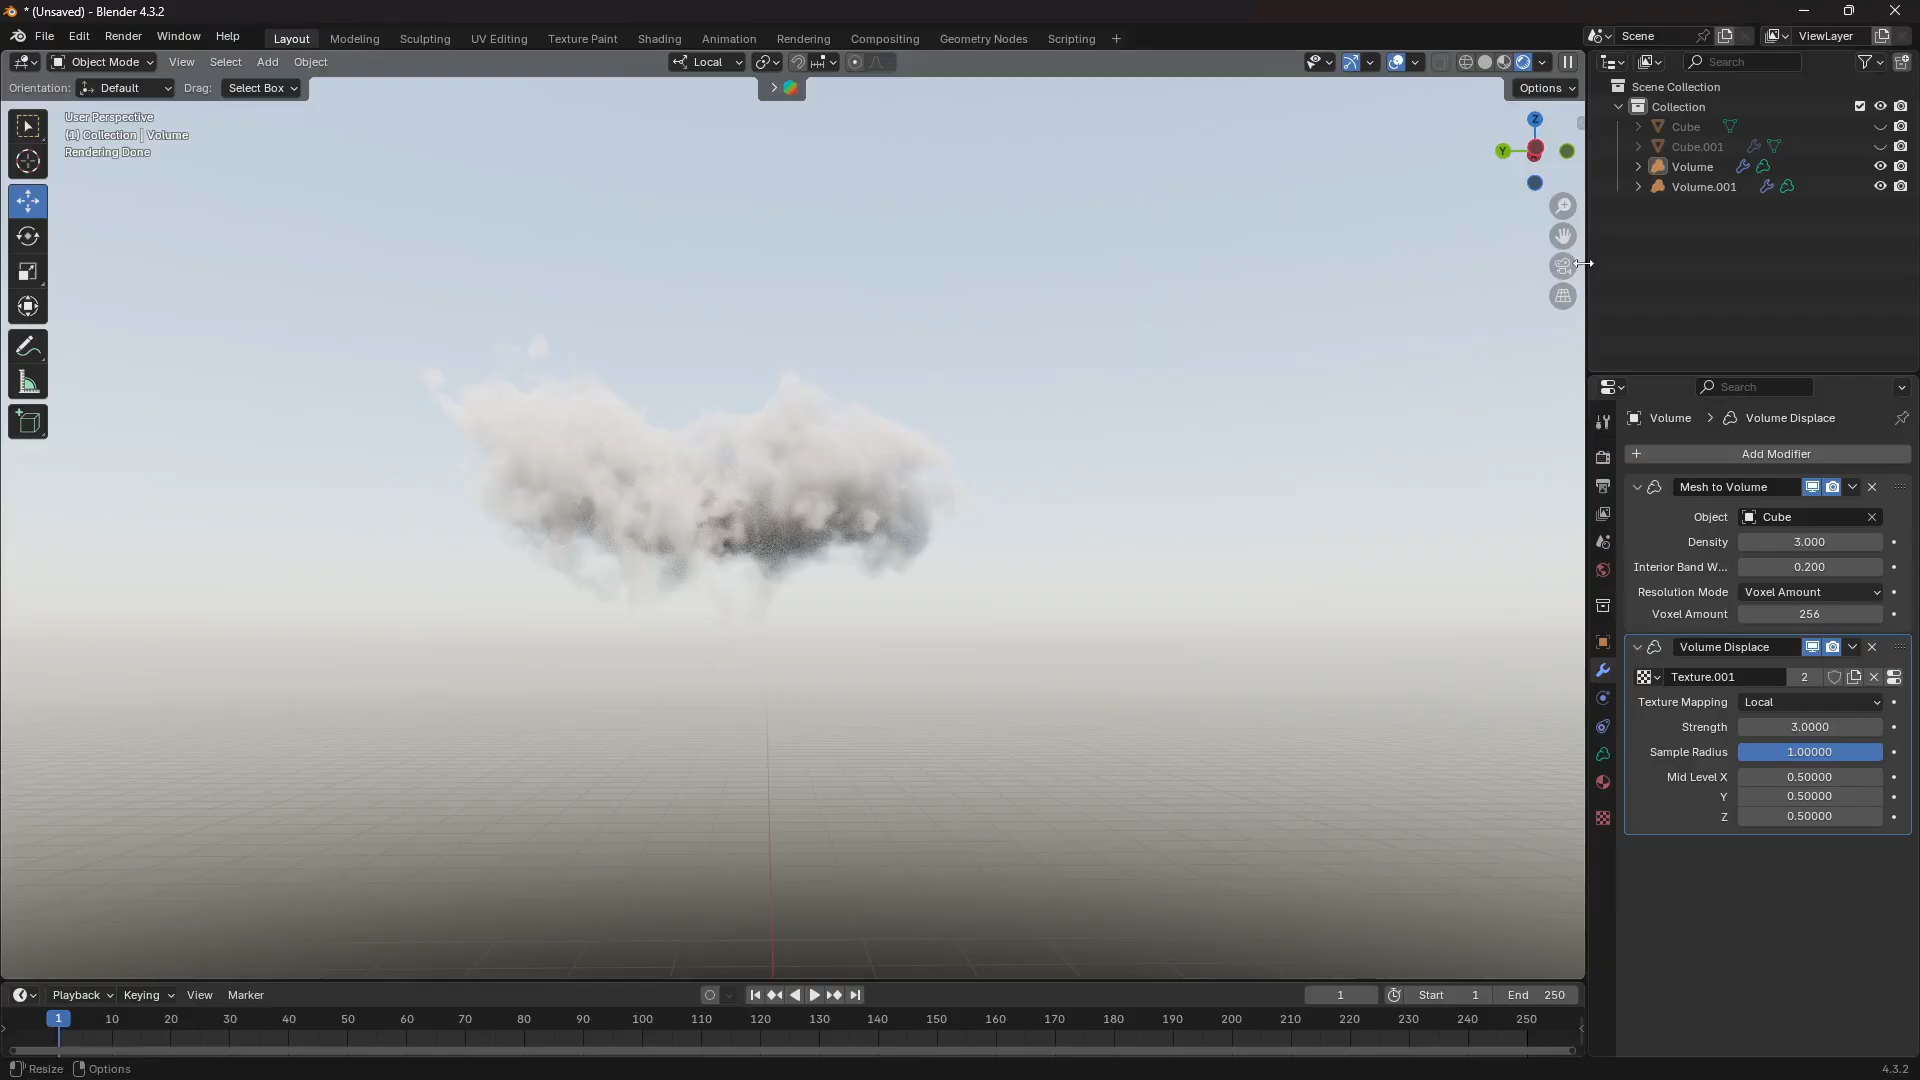 * (Unsaved) - Blender 4.3.2
File Edit Render Window Help Layout Modeling Sculpting UV Editing Texture Paint Shading Animation Rendering Compositing Geometry Nodes Scripting + Scene ViewLayer
Object Mode View Select Add Object Local Search
Orientation: Default Drag: Select Box Options
Scene Collection
User Perspective
(1) Collection | Volume
Rendering Done
Z
Y
Collection
Cube
Cube.001
Volume
Volume.001
Search
Volume > Volume Displace
+ Add Modifier
Mesh to Volume
Object Cube
Density 3.000
Interior Band W... 0.200
Resolution Mode Voxel Amount
Voxel Amount 256
Volume Displace
Texture.001 2
Texture Mapping Local
Strength 3.0000
Sample Radius 1.00000
Mid Level X 0.50000
Y 0.50000
Z 0.50000
Playback Keying View Marker 1 Start 1 End 250
1 10 20 30 40 50 60 70 80 90 100 110 120 130 140 150 160 170 180 190 200 210 220 230 240 250
Resize Options 4.3.2